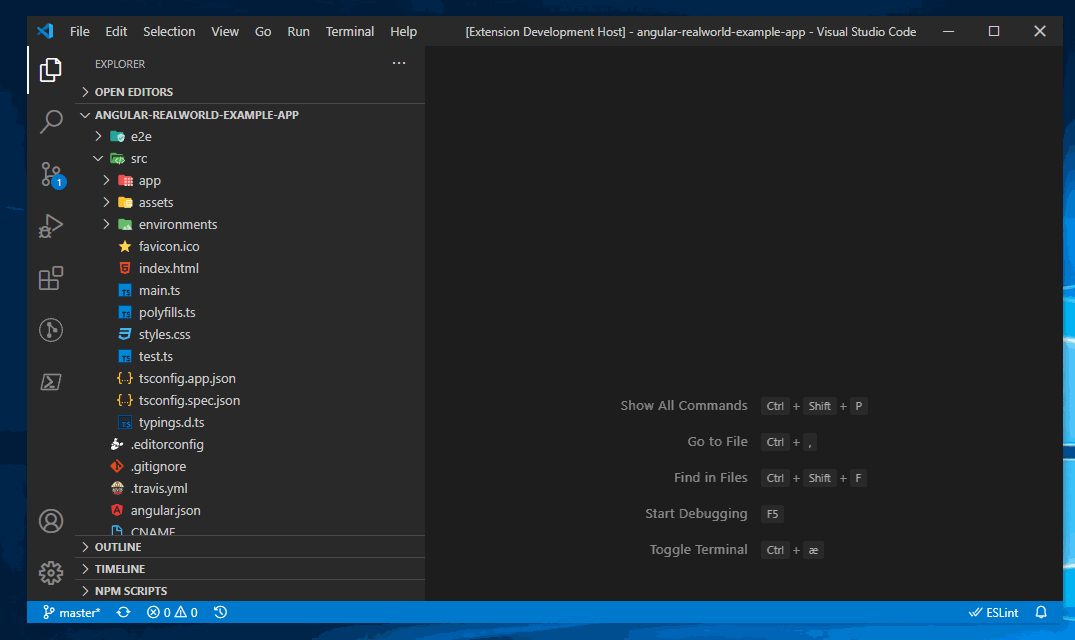 File Edit Selection View Go Run Terminal Help [Extension Development Host] - angular-realworld-example-app - Visual Studio Code
EXPLORER
OPEN EDITORS
ANGULAR-REALWORLD-EXAMPLE-APP
e2e
src
app
assets
environments
favicon.ico
index.html
main.ts
polyfills.ts
styles.css
test.ts
tsconfig.app.json
tsconfig.spec.json
typings.d.ts
.editorconfig
.gitignore
.travis.yml
angular.json
CNAME
OUTLINE
TIMELINE
NPM SCRIPTS
1
Show All Commands Ctrl + Shift + P
Go to File Ctrl + ,
Find in Files Ctrl + Shift + F
Start Debugging F5
Toggle Terminal Ctrl + æ
master* 0 0 ESLint